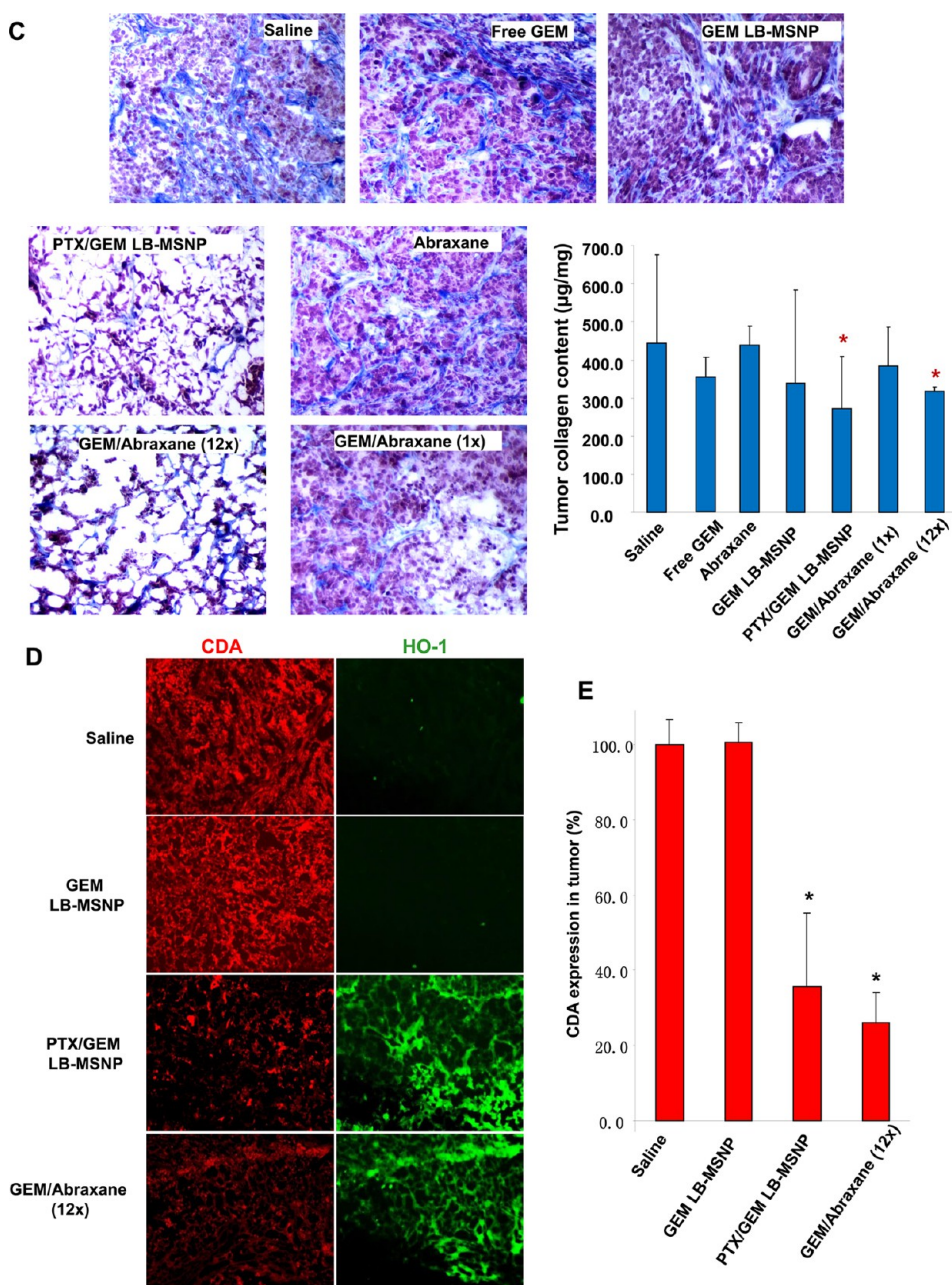 C
Saline
Free GEM
GEM LB-MSNP
PTX/GEM LB-MSNP
Abraxane
GEM/Abraxane (12x)
GEM/Abraxane (1x)
Tumor collagen content (µg/mg)
700.0
600.0
500.0
400.0
300.0
200.0
100.0
0.0
*
*
Saline
Free GEM
Abraxane
GEM LB-MSNP
PTX/GEM LB-MSNP
GEM/Abraxane (1x)
GEM/Abraxane (12x)
D
CDA
HO-1
Saline
GEM
LB-MSNP
PTX/GEM
LB-MSNP
GEM/Abraxane
(12x)
E
CDA expression in tumor (%)
100.0
80.0
60.0
40.0
20.0
0.0
*
*
Saline
GEM LB-MSNP
PTX/GEM LB-MSNP
GEM/Abraxane (12x)